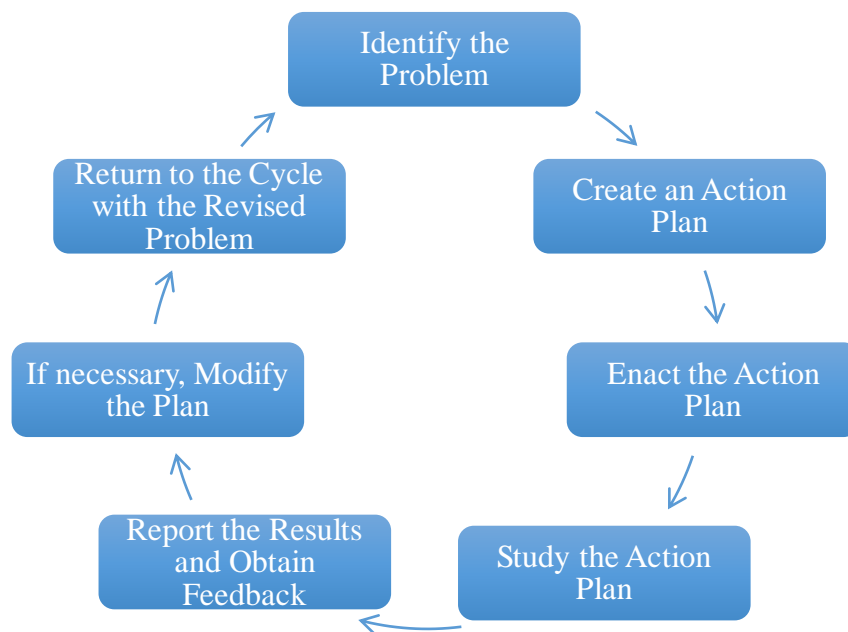 Identify the
Problem
Create an Action
Plan
Enact the Action
Plan
Study the Action
Plan
Report the Results
and Obtain
Feedback
If necessary, Modify
the Plan
Return to the Cycle
with the Revised
Problem